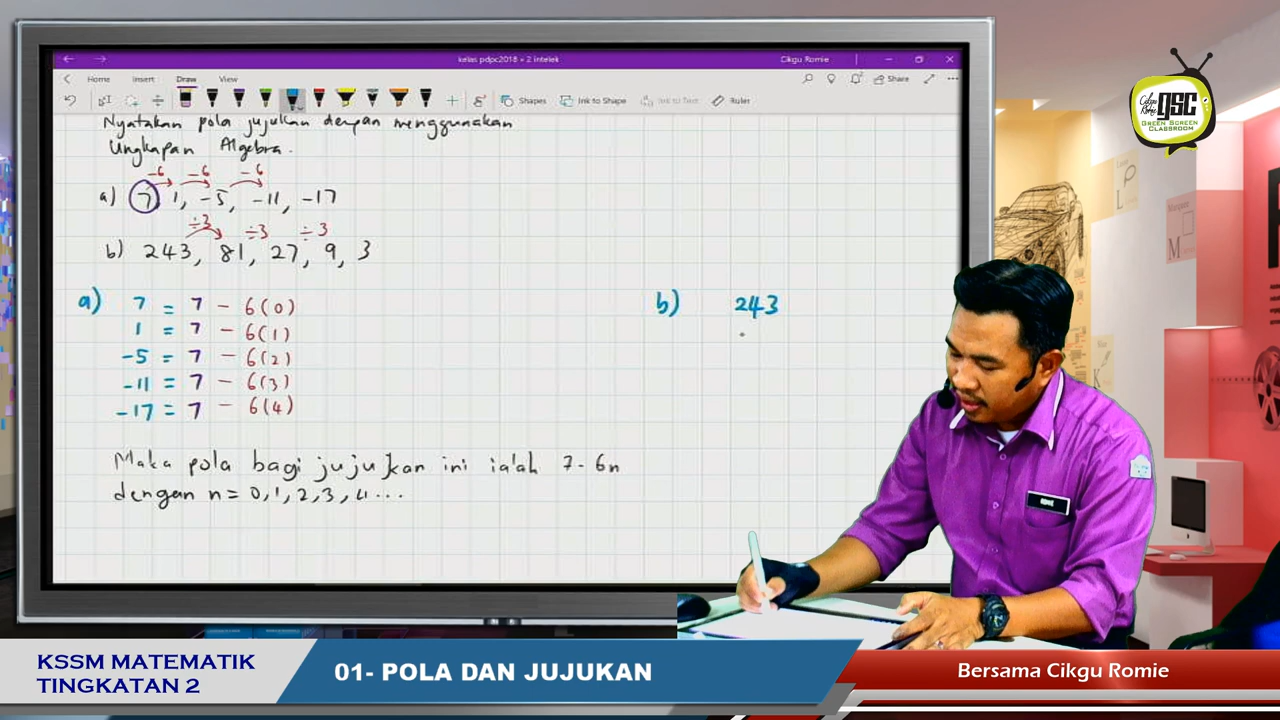 kelas pdpc2018 + 2 intelek
Cikgu Romie
Home Insert Draw View
Share
Shapes Ink to Shape Ink to Text Ruler
Nyatakan pola jujukan dengan menggunakan
Ungkapan Algebra.
-6 -6 -6
a) 7, 1, -5, -11, -17
÷3 ÷3 ÷3
b) 243, 81, 27, 9, 3
a) 7 = 7 - 6(0)
1 = 7 - 6(1)
-5 = 7 - 6(2)
-11 = 7 - 6(3)
-17 = 7 - 6(4)
Maka pola bagi jujukan ini ialah 7-6n
dengan n = 0,1,2,3,4...
b) 243
Cikgu Romie
GSC
GREEN SCREEN
CLASSROOM
KSSM MATEMATIK
TINGKATAN 2
01- POLA DAN JUJUKAN
Bersama Cikgu Romie